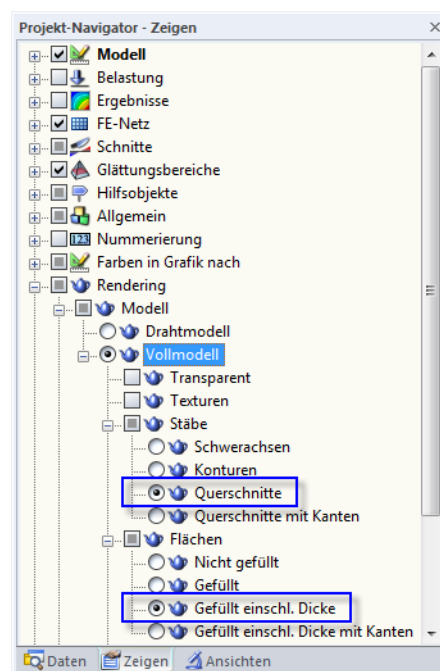 Projekt-Navigator - Zeigen
Modell
Belastung
Ergebnisse
FE-Netz
Schnitte
Glättungsbereiche
Hilfsobjekte
Allgemein
123 Nummerierung
Farben in Grafik nach
Rendering
Modell
Drahtmodell
Vollmodell
Transparent
Texturen
Stäbe
Schwerachsen
Konturen
Querschnitte
Querschnitte mit Kanten
Flächen
Nicht gefüllt
Gefüllt
Gefüllt einschl. Dicke
Gefüllt einschl. Dicke mit Kanten
Daten Zeigen Ansichten